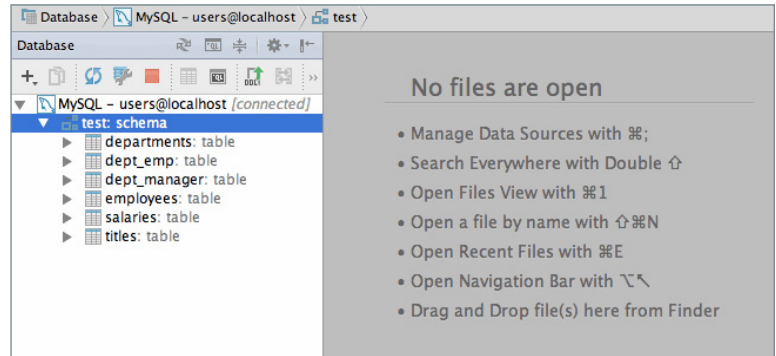 Database MySQL – users@localhost test
Database
MySQL – users@localhost [connected]
test: schema
departments: table
dept_emp: table
dept_manager: table
employees: table
salaries: table
titles: table
No files are open
• Manage Data Sources with ⌘;
• Search Everywhere with Double ⇧
• Open Files View with ⌘1
• Open a file by name with ⇧⌘N
• Open Recent Files with ⌘E
• Open Navigation Bar with ⌥↖
• Drag and Drop file(s) here from Finder